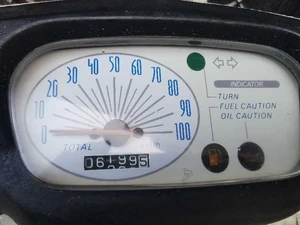 0 10 20 30 40 50 60 70 80 90 100
INDICATOR
TURN
FUEL CAUTION
OIL CAUTION
TOTAL
061995